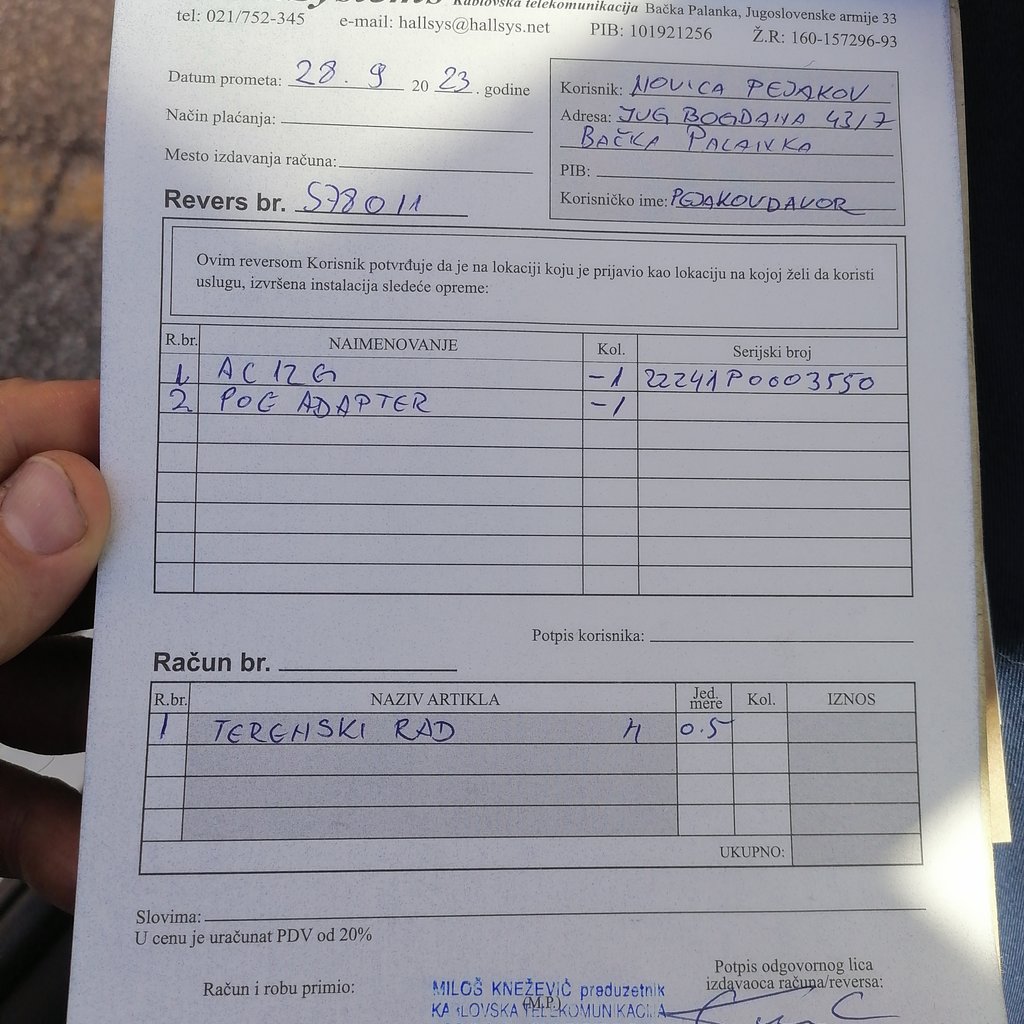 Kablovska telekomunikacija Bačka Palanka, Jugoslovenske armije 33
tel: 021/752-345 e-mail: hallsys@hallsys.net PIB: 101921256 Ž.R: 160-157296-93
Datum prometa: 28. 9 20 23. godine
Način plaćanja:
Mesto izdavanja računa:
Revers br. 578011
Korisnik: NOVICA PEJAKOV
Adresa: JUG BOGDANA 43/7
BAČKA PALANKA
PIB:
Korisničko ime: PEJAKOVDAVOR
Ovim reversom Korisnik potvrđuje da je na lokaciji koju je prijavio kao lokaciju na kojoj želi da koristi
uslugu, izvršena instalacija sledeće opreme:
R.br. NAIMENOVANJE Kol. Serijski broj
1 AC12G -1 22241P0003550
2 POE ADAPTER -1
Potpis korisnika:
Račun br.
R.br. NAZIV ARTIKLA Jed. mere Kol. IZNOS
1 TERENSKI RAD h 0.5
UKUPNO:
Slovima:
U cenu je uračunat PDV od 20%
Račun i robu primio:
MILOŠ KNEŽEVIĆ preduzetnik
(M.P.)
KABLOVSKA TELEKOMUNIKACIJA
Potpis odgovornog lica
izdavaoca računa/reversa: